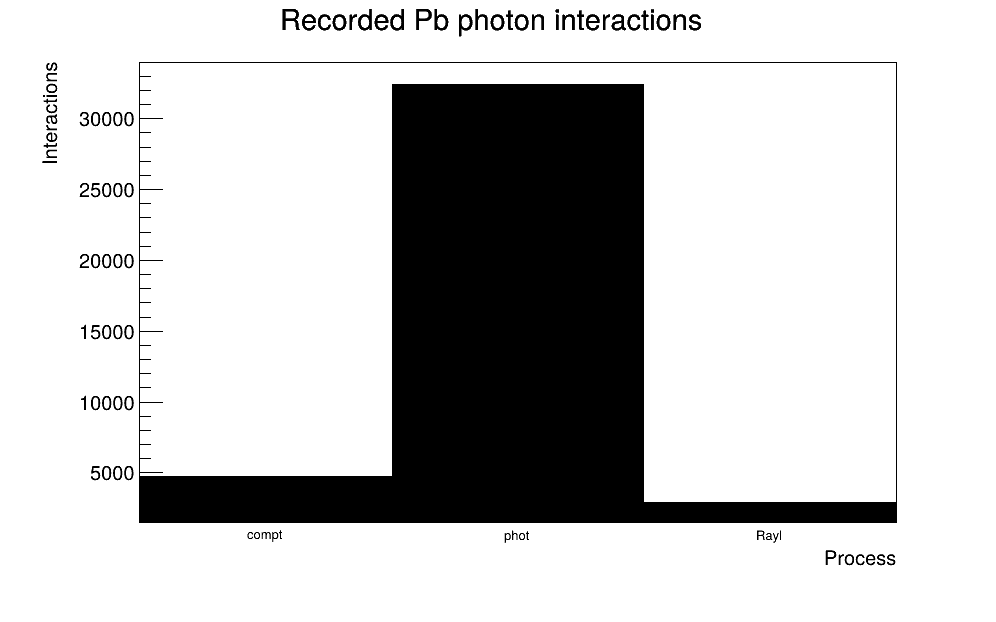 Recorded Pb photon interactions
Interactions
30000
25000
20000
15000
10000
5000
compt phot Rayl
Process